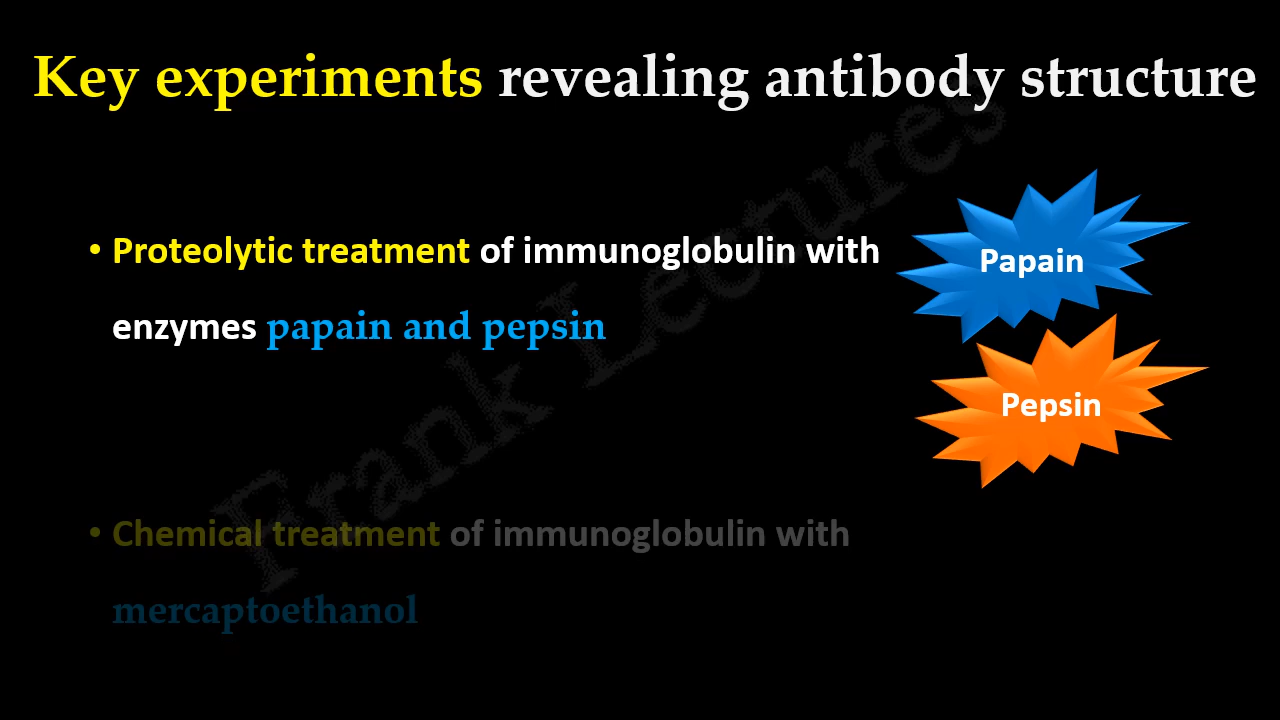 Key experiments revealing antibody structure
• Proteolytic treatment of immunoglobulin with
enzymes papain and pepsin
Papain
Pepsin
• Chemical treatment of immunoglobulin with
mercaptoethanol
Frank Lectures